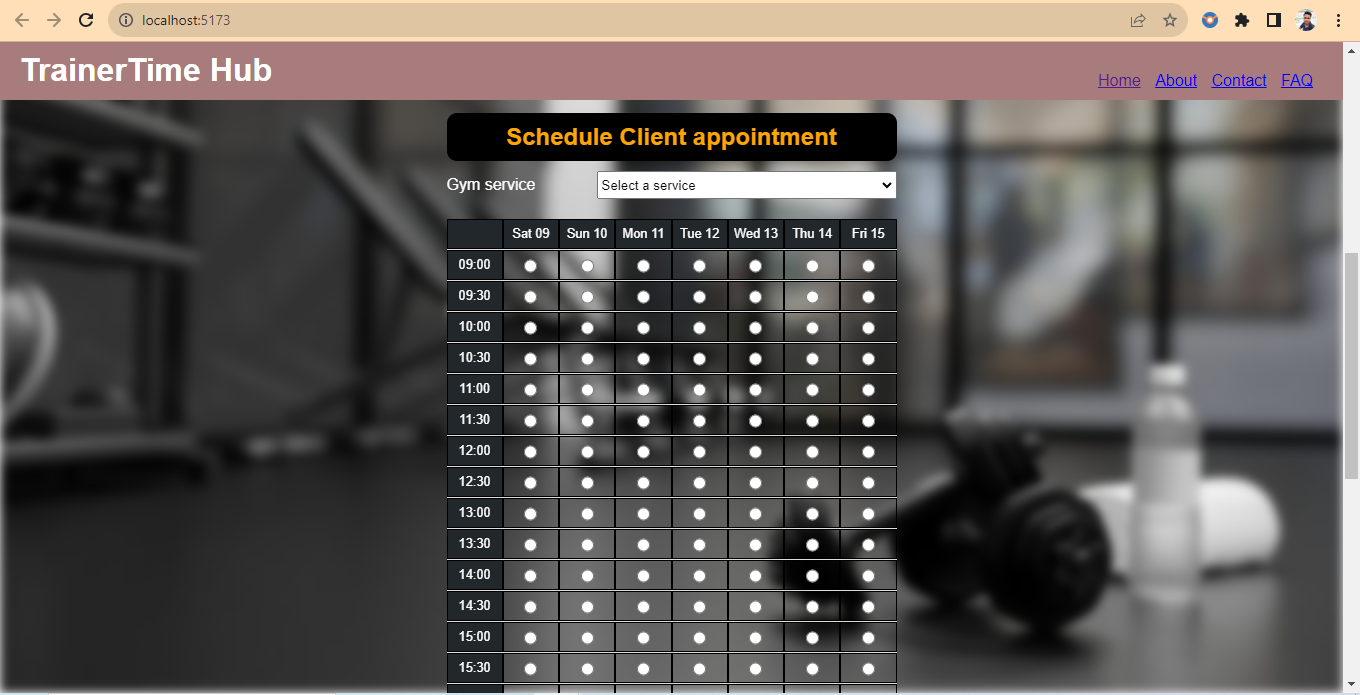 localhost:5173
TrainerTime Hub
Home About Contact FAQ
Schedule Client appointment
Gym service Select a service
Sat 09 Sun 10 Mon 11 Tue 12 Wed 13 Thu 14 Fri 15
09:00
09:30
10:00
10:30
11:00
11:30
12:00
12:30
13:00
13:30
14:00
14:30
15:00
15:30